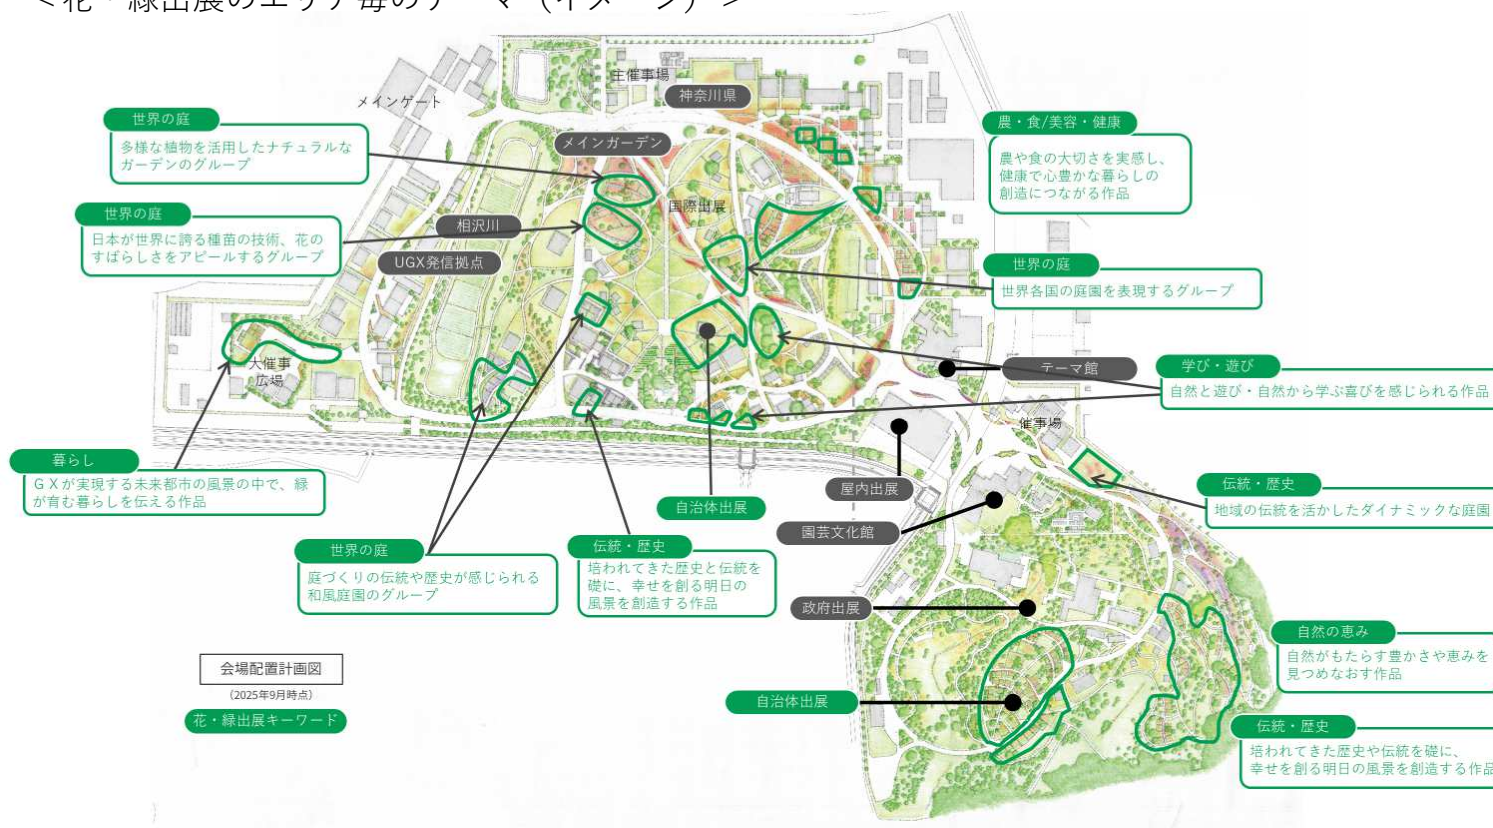 ＜花・緑出展のエリア毎のテーマ（イメージ）＞
メインゲート
主催事場
神奈川県
世界の庭
多様な植物を活用したナチュラルな
ガーデンのグループ
メインガーデン
農・食/美容・健康
農や食の大切さを実感し、
健康で心豊かな暮らしの
創造につながる作品
世界の庭
日本が世界に誇る種苗の技術、花の
すばらしさをアピールするグループ
相沢川
UGX発信拠点
国際出展
世界の庭
世界各国の庭園を表現するグループ
大催事
広場
テーマ館
学び・遊び
自然と遊び・自然から学ぶ喜びを感じられる作品
催事場
暮らし
ＧＸが実現する未来都市の風景の中で、緑
が育む暮らしを伝える作品
屋内出展
伝統・歴史
地域の伝統を活かしたダイナミックな庭園
自治体出展
園芸文化館
世界の庭
庭づくりの伝統や歴史が感じられる
和風庭園のグループ
伝統・歴史
培われてきた歴史と伝統を
礎に、幸せを創る明日の
風景を創造する作品
政府出展
自然の恵み
自然がもたらす豊かさや恵みを
見つめなおす作品
会場配置計画図
（2025年9月時点）
花・緑出展キーワード
自治体出展
伝統・歴史
培われてきた歴史や伝統を礎に、
幸せを創る明日の風景を創造する作品